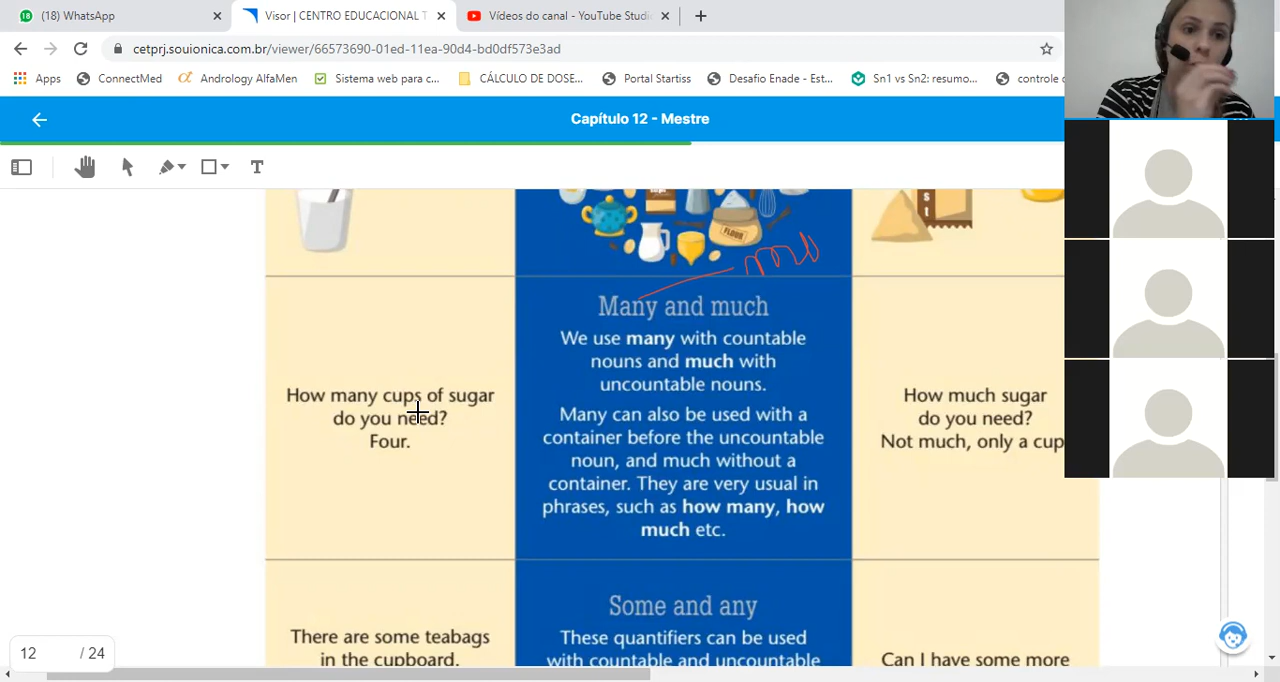 (18) WhatsApp
Visor | CENTRO EDUCACIONAL T
Vídeos do canal - YouTube Studi
cetprj.souionica.com.br/viewer/66573690-01ed-11ea-90d4-bd0df573e3ad
Apps
ConnectMed
Andrology AlfaMen
Sistema web para c...
CÁLCULO DE DOSE...
Portal Startiss
Desafio Enade - Est...
Sn1 vs Sn2: resumo...
controle c
Capítulo 12 - Mestre
T
FLOUR
Many and much
We use many with countable
nouns and much with
uncountable nouns.
Many can also be used with a
container before the uncountable
noun, and much without a
container. They are very usual in
phrases, such as how many, how
much etc.
How many cups of sugar
do you need?
Four.
How much sugar
do you need?
Not much, only a cup
Some and any
These quantifiers can be used
with countable and uncountable
There are some teabags
in the cupboard.
Can I have some more
12 / 24